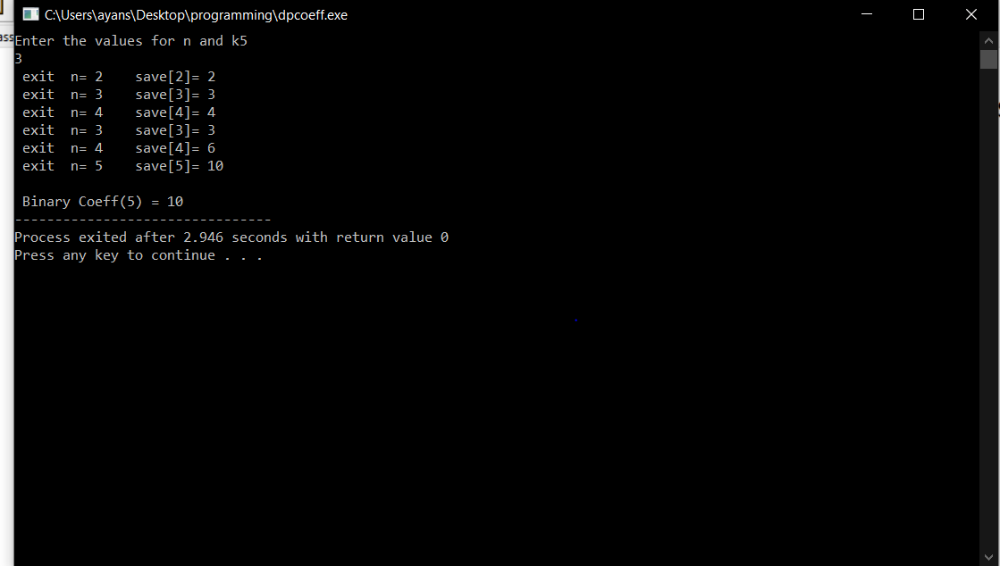 C:\Users\ayans\Desktop\programming\dpcoeff.exe
ass
Enter the values for n and k5
3
 exit  n= 2    save[2]= 2
 exit  n= 3    save[3]= 3
 exit  n= 4    save[4]= 4
 exit  n= 3    save[3]= 3
 exit  n= 4    save[4]= 6
 exit  n= 5    save[5]= 10

 Binary Coeff(5) = 10
--------------------------------
Process exited after 2.946 seconds with return value 0
Press any key to continue . . .